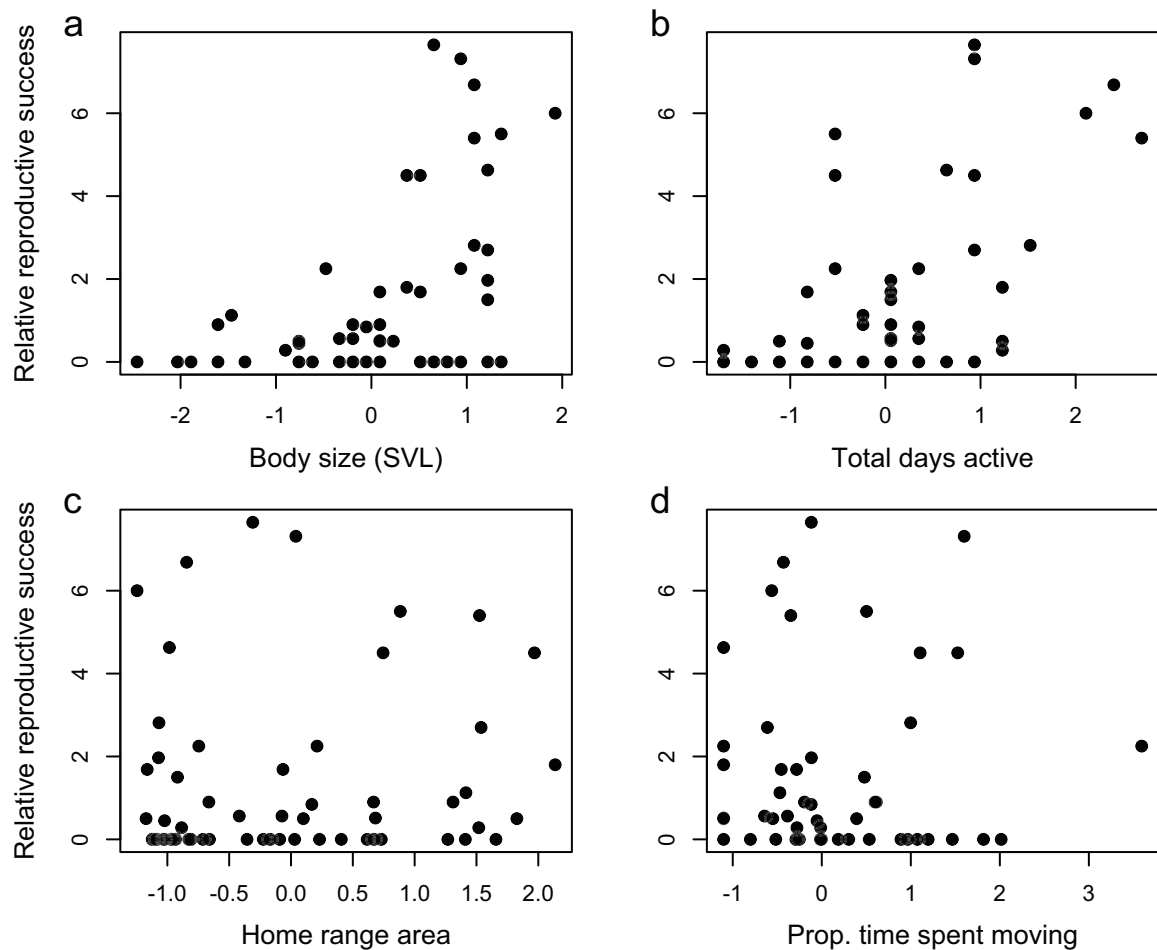 a
b
Relative reproductive success
0 2 4 6
0 2 4 6
-2 -1 0 1 2
-1 0 1 2
Body size (SVL)
Total days active
c
d
Relative reproductive success
0 2 4 6
0 2 4 6
-1.0 -0.5 0.0 0.5 1.0 1.5 2.0
-1 0 1 2 3
Home range area
Prop. time spent moving